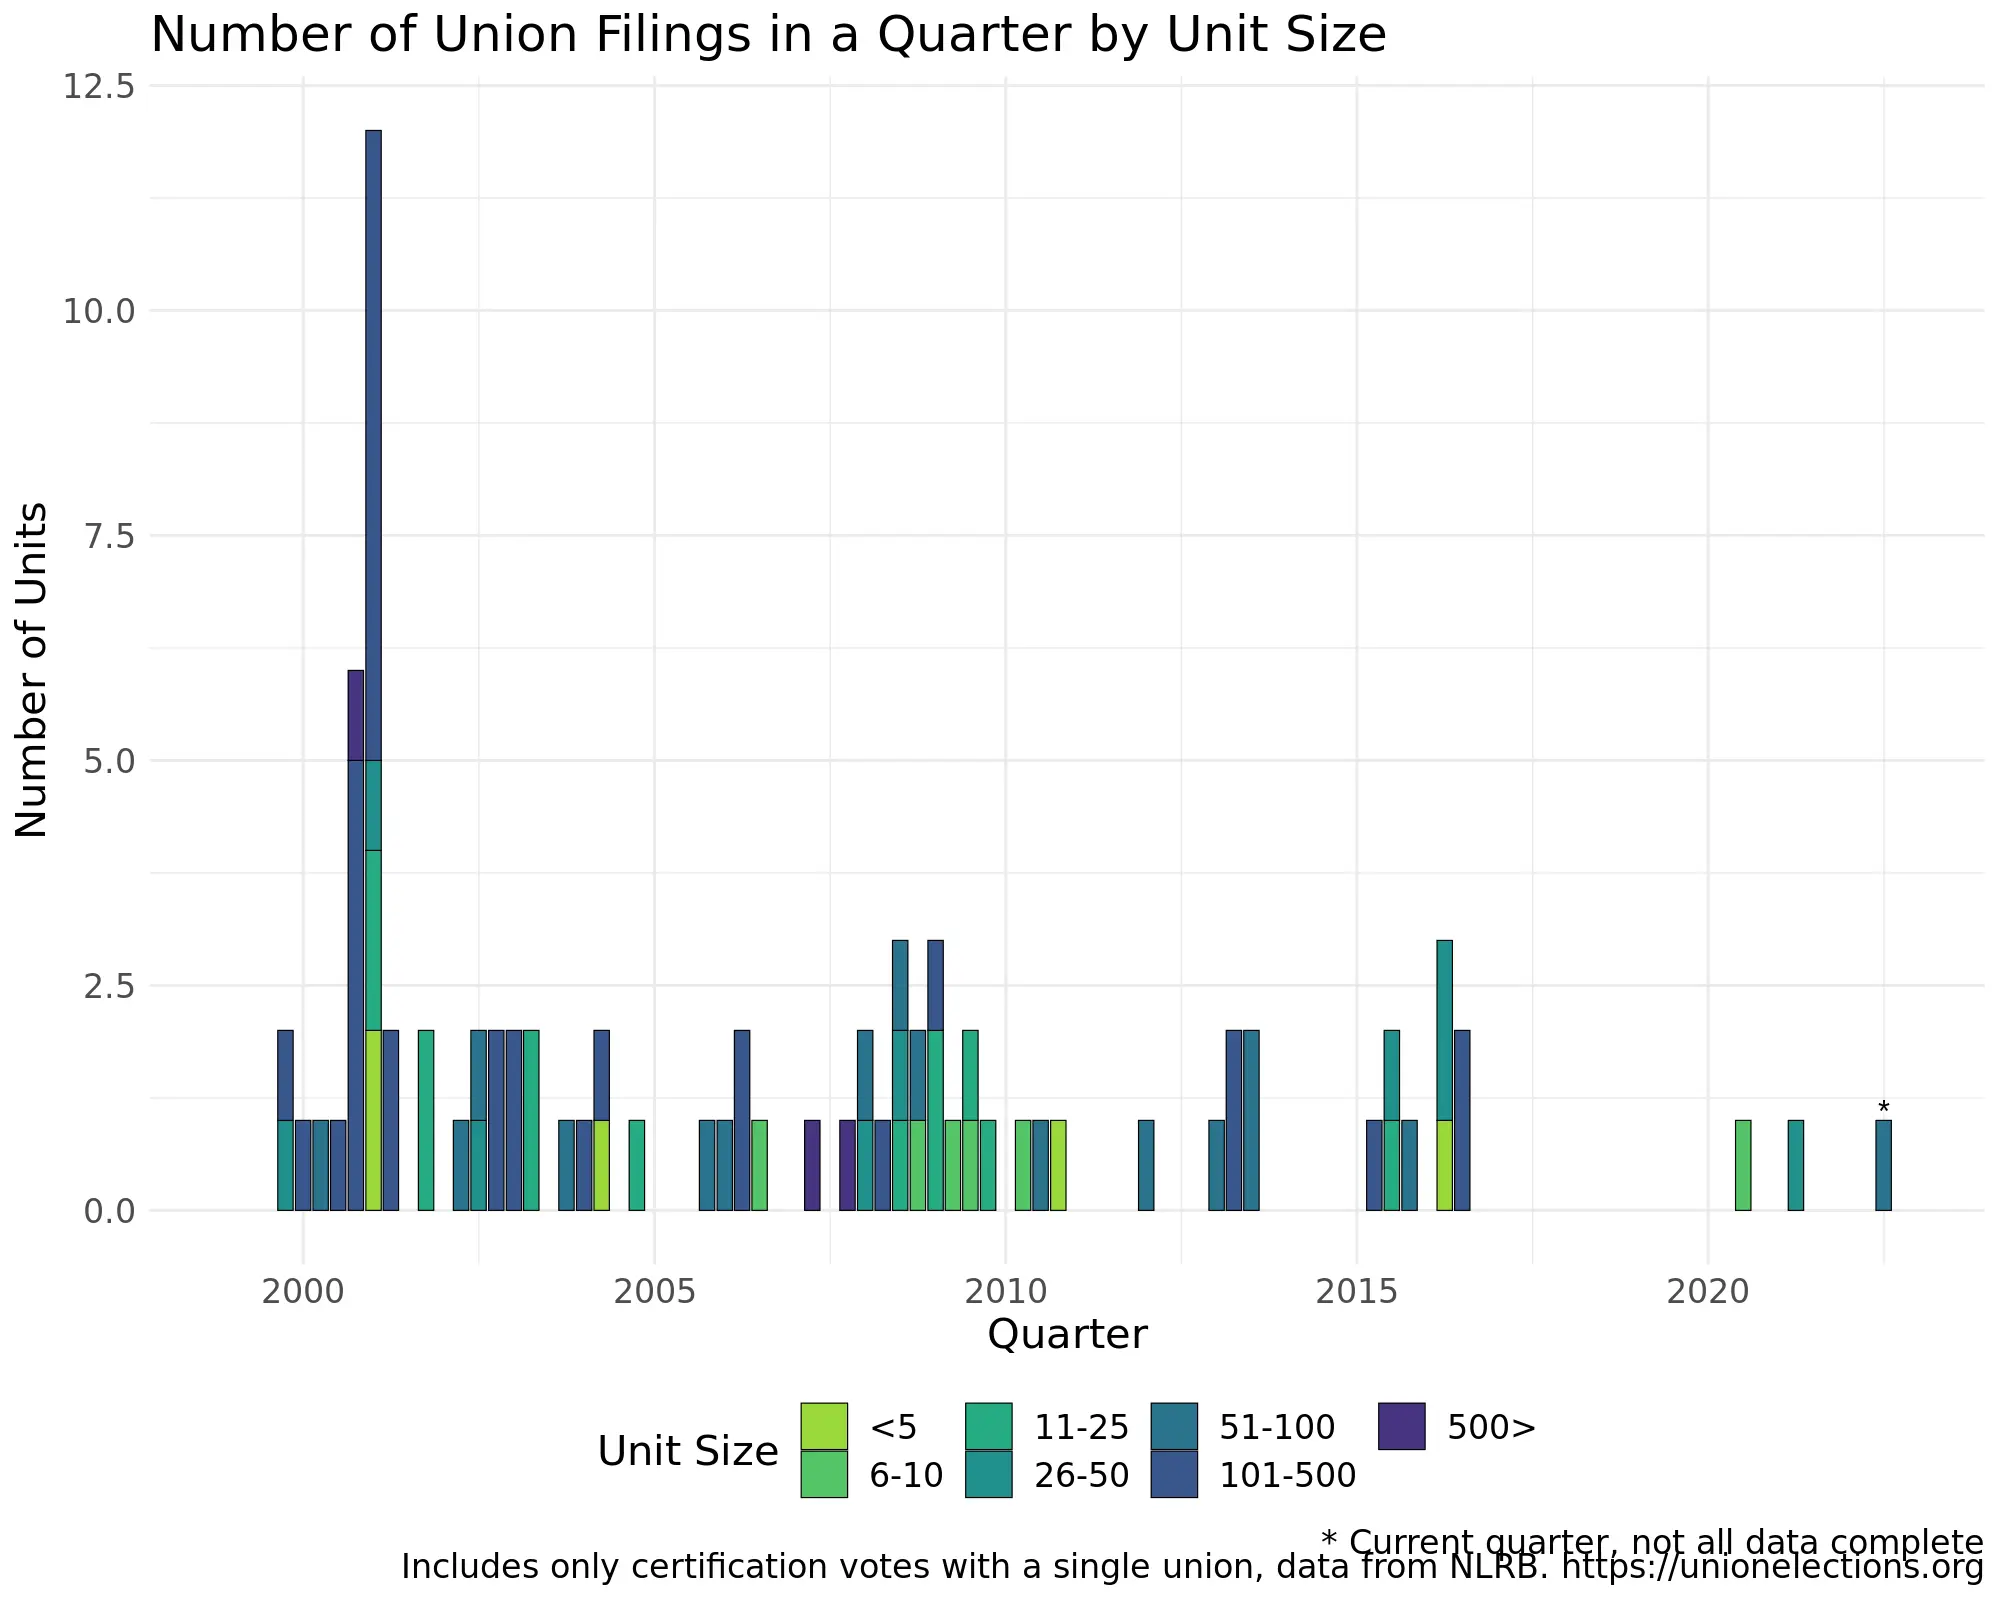 Number of Union Filings in a Quarter by Unit Size
12.5
10.0
7.5
5.0
2.5
0.0
Number of Units
*
2000 2005 2010 2015 2020
Quarter
Unit Size
<5 11-25 51-100 500>
6-10 26-50 101-500
* Current quarter, not all data complete
Includes only certification votes with a single union, data from NLRB. https://unionelections.org